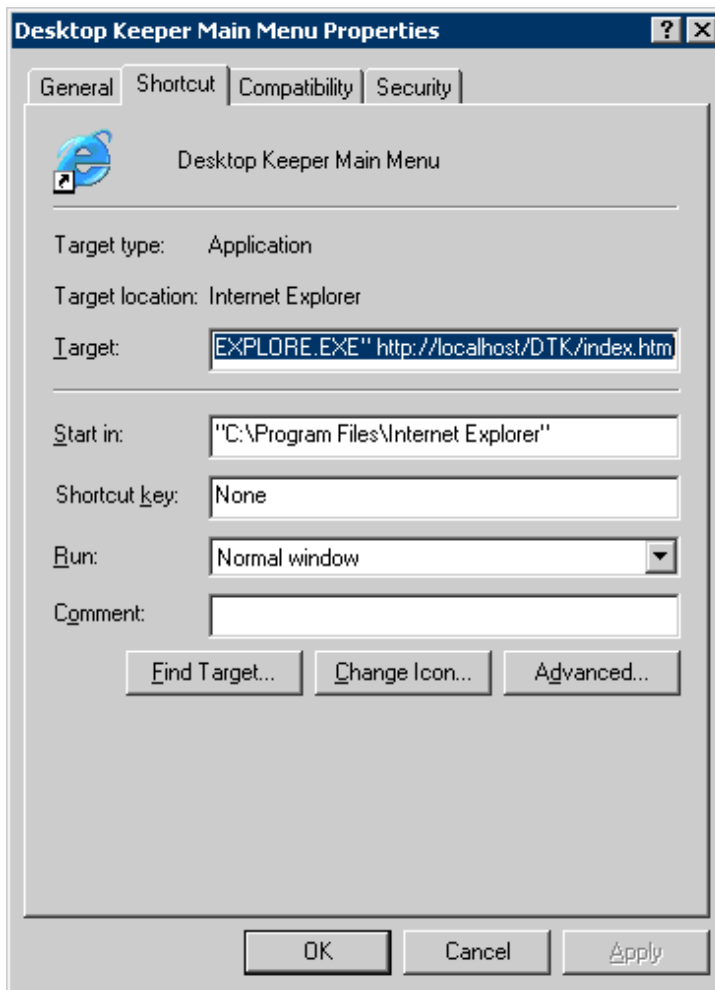 Desktop Keeper Main Menu Properties ? X
General Shortcut Compatibility Security
Desktop Keeper Main Menu
Target type: Application
Target location: Internet Explorer
Target: EXPLORE.EXE" http://localhost/DTK/index.htm
Start in: "C:\Program Files\Internet Explorer"
Shortcut key: None
Run: Normal window
Comment:
Find Target... Change Icon... Advanced...
OK Cancel Apply